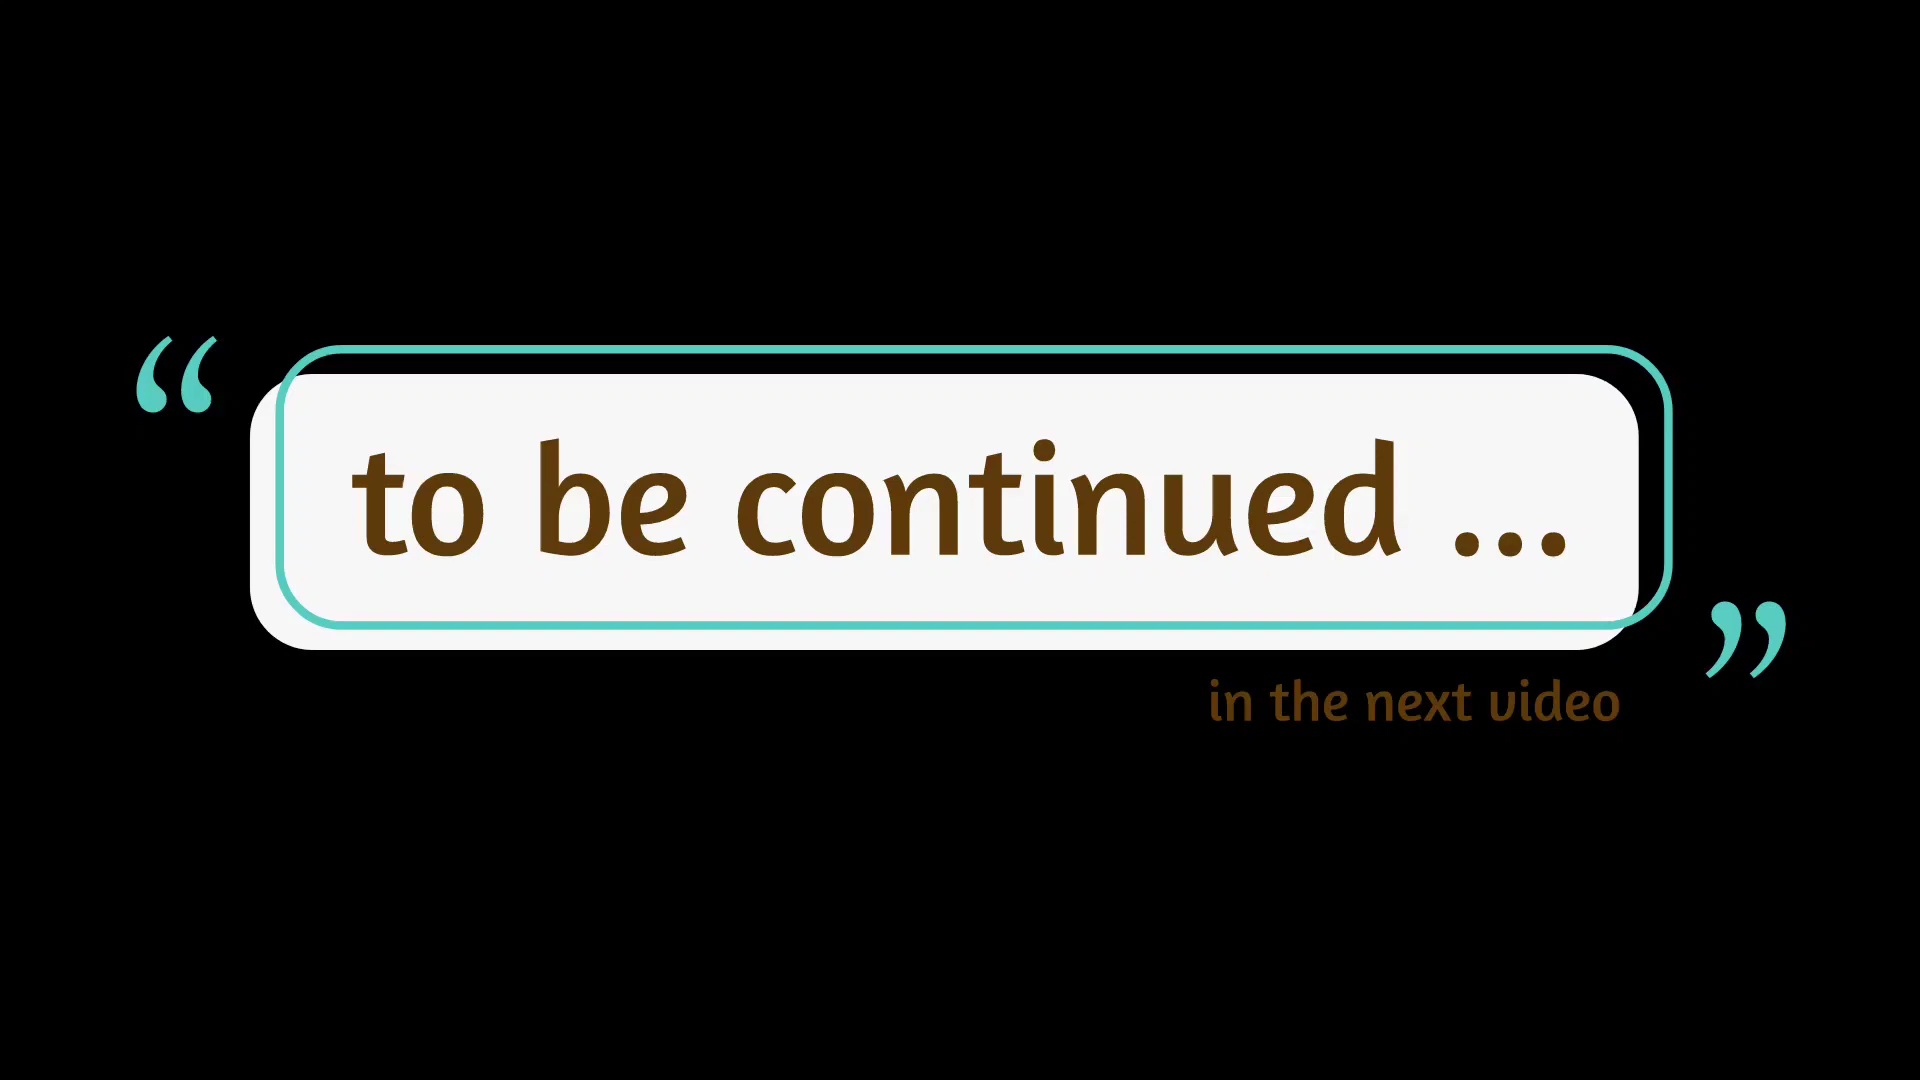 “
to be continued ...
”
in the next video